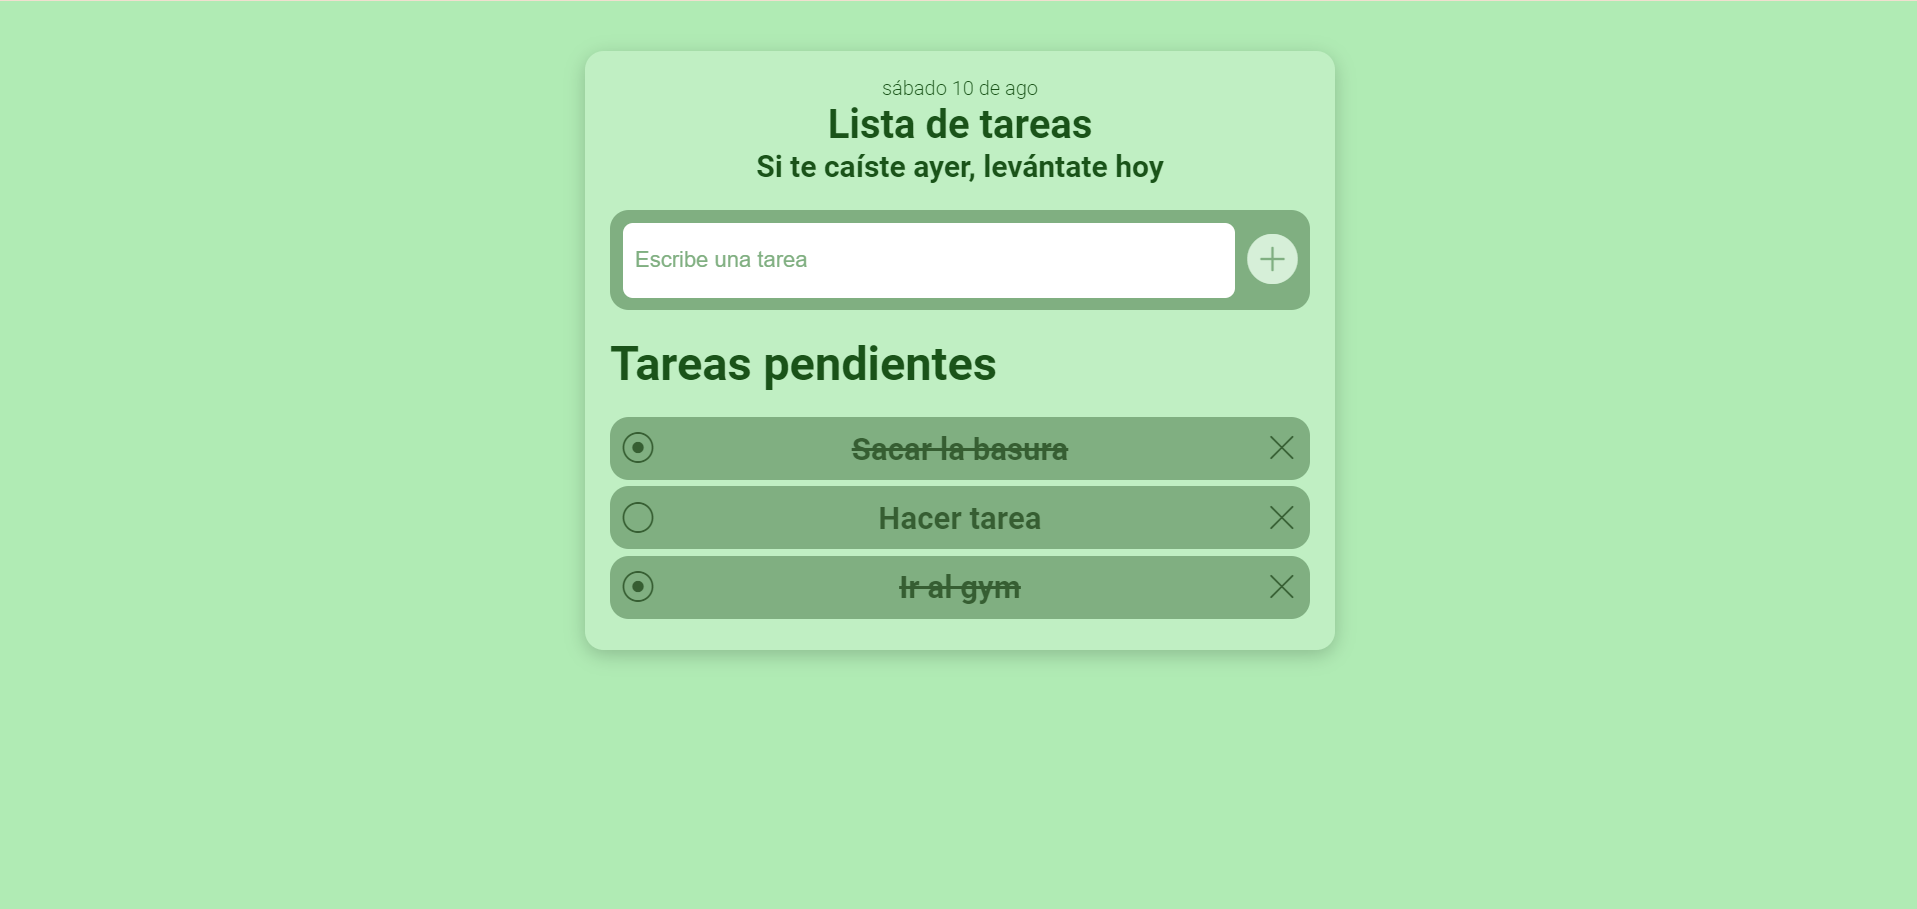 sábado 10 de ago
Lista de tareas
Si te caíste ayer, levántate hoy
Escribe una tarea
Tareas pendientes
Sacar la basura
Hacer tarea
Ir al gym